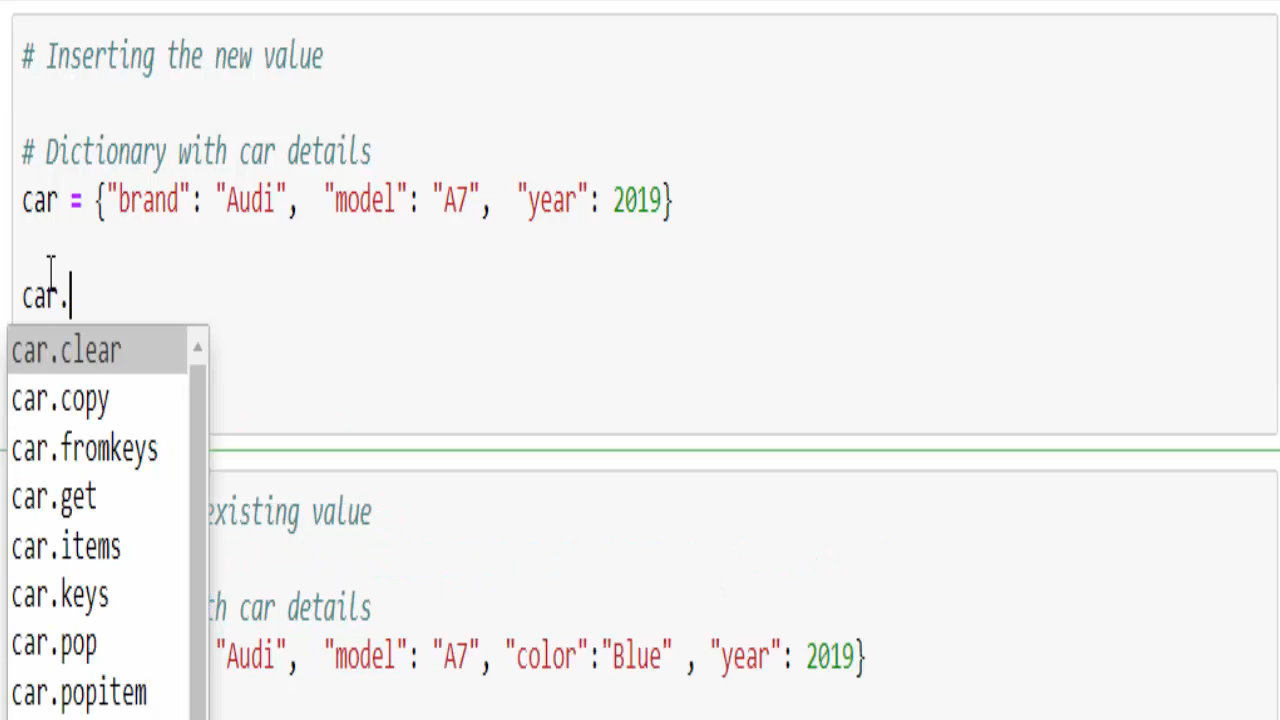 # Inserting the new value
# Dictionary with car details
car = {"brand": "Audi",  "model": "A7",  "year": 2019}
car.
car.clear
car.copy
car.fromkeys
car.get
car.items
car.keys
car.pop
car.popitem
existing value
th car details
"Audi",  "model": "A7", "color":"Blue" , "year": 2019}